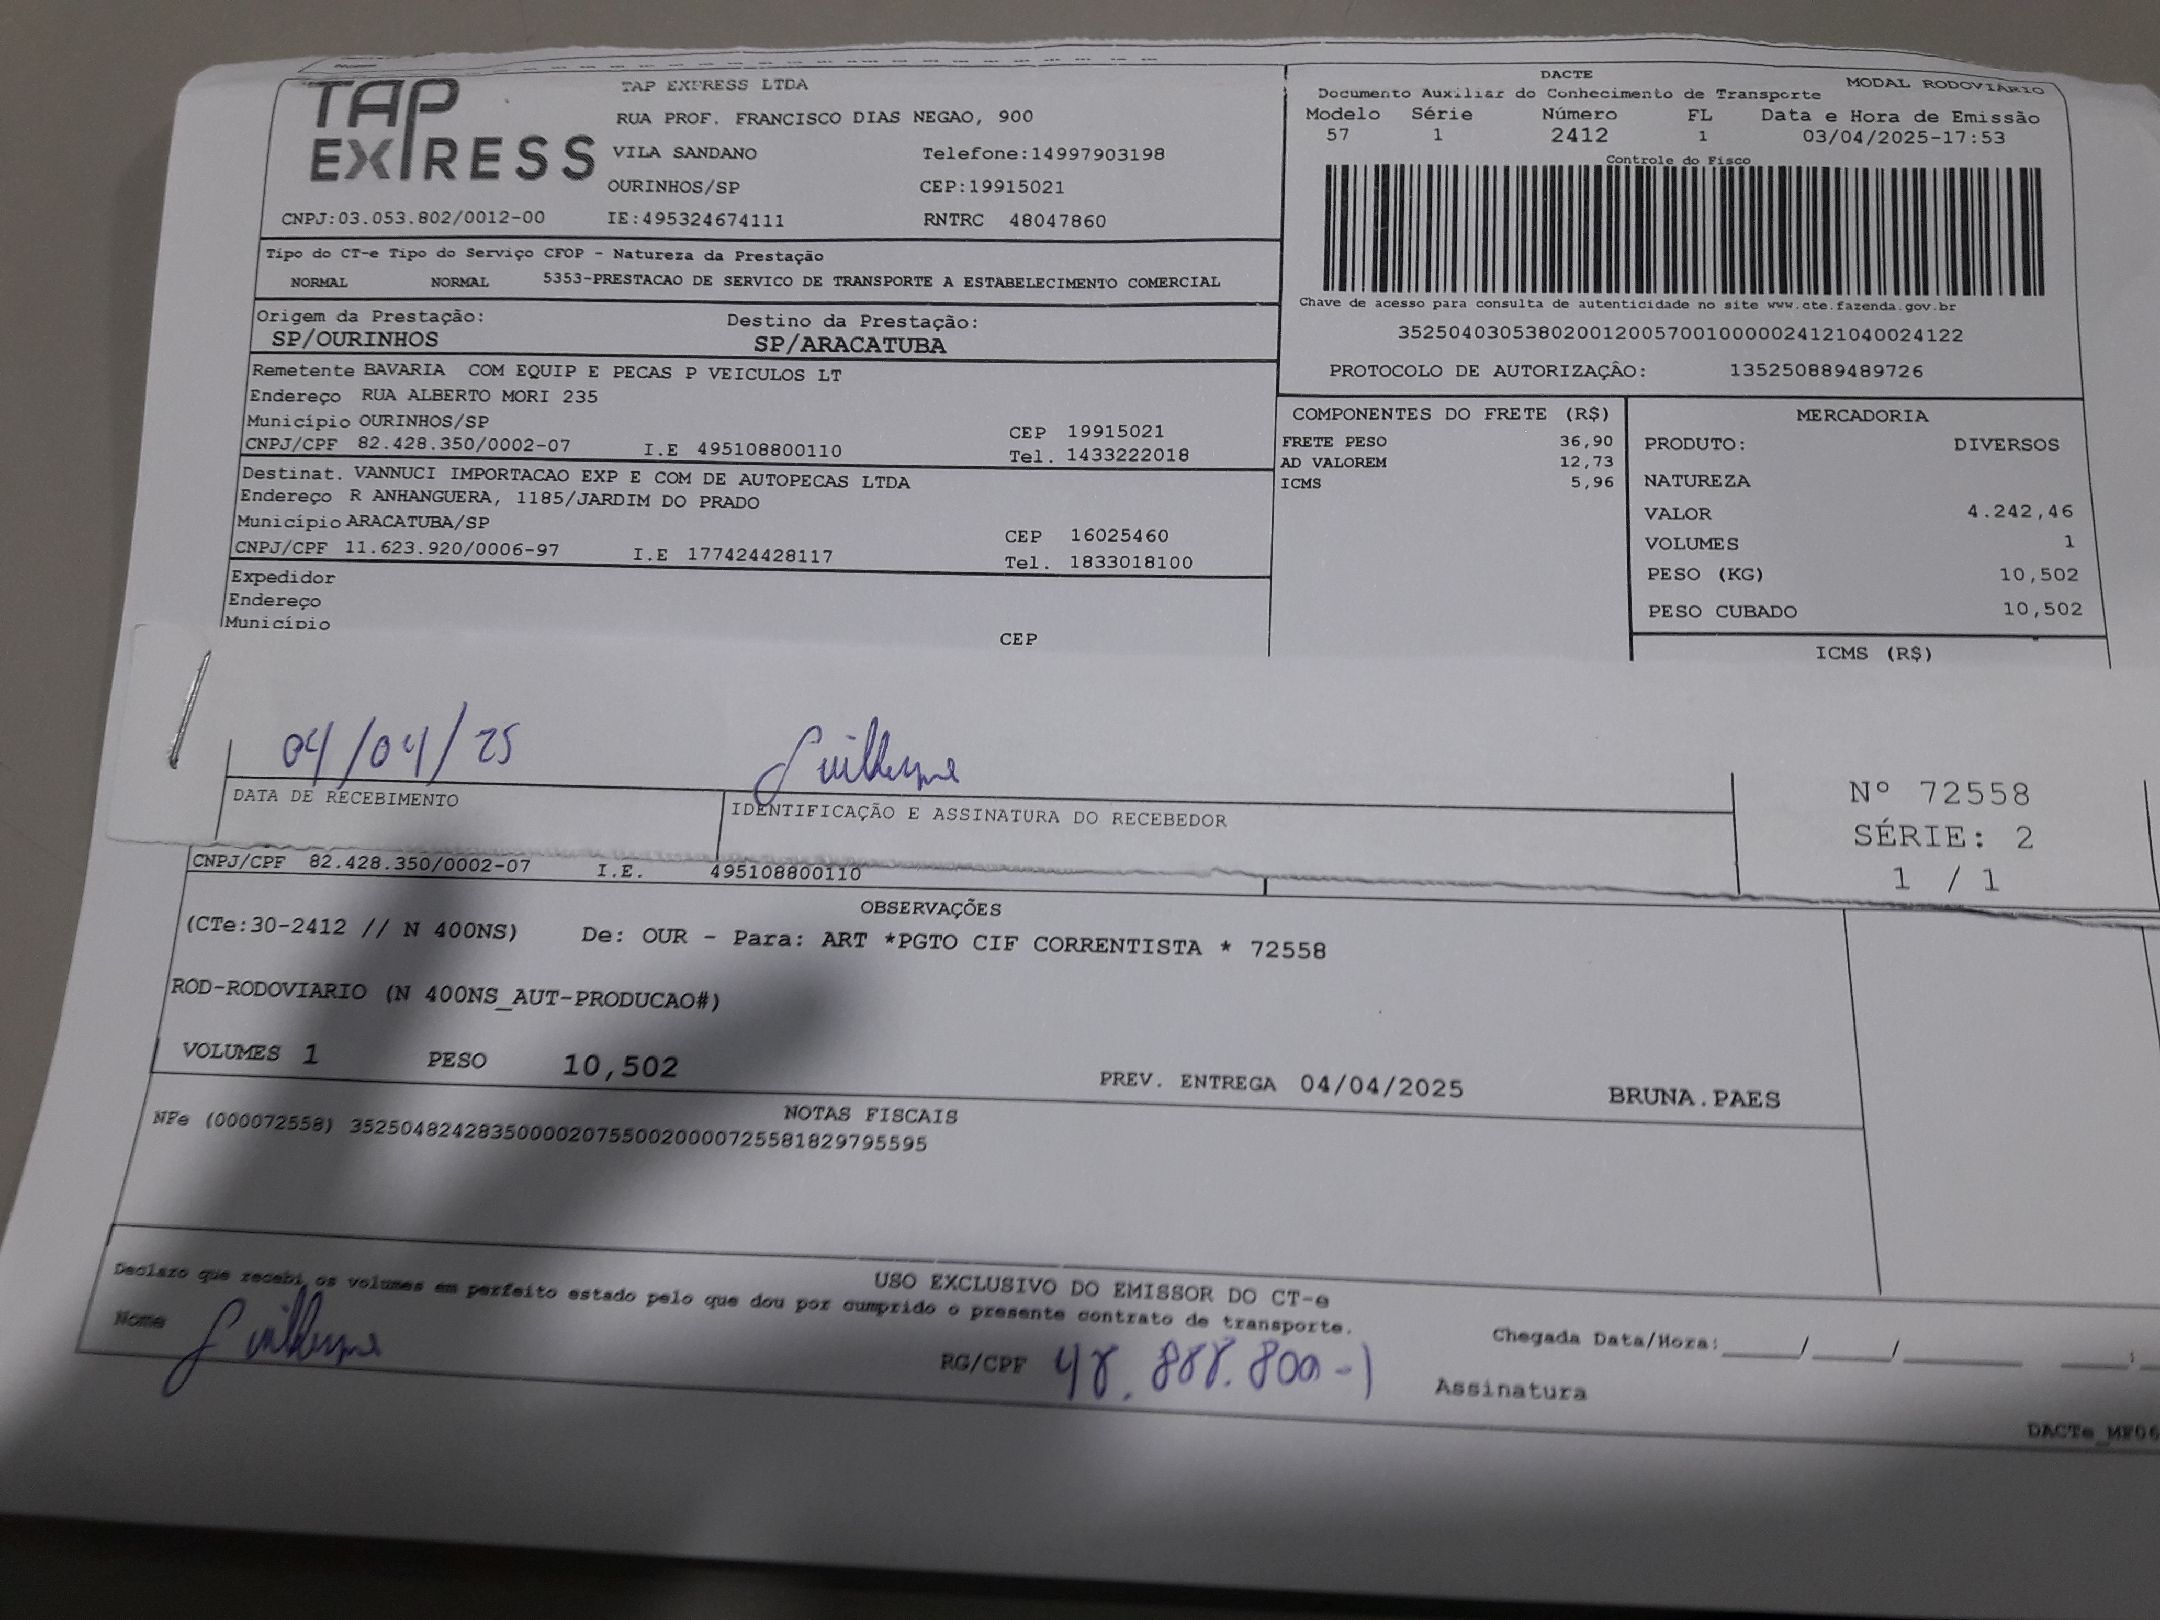 TAP EXPRESS
TAP EXPRESS LTDA
RUA PROF. FRANCISCO DIAS NEGAO, 900
VILA SANDANO Telefone:14997903198
OURINHOS/SP CEP:19915021
CNPJ:03.053.802/0012-00 IE:495324674111 RNTRC 48047860
DACTE MODAL RODOVIÁRIO
Documento Auxiliar do Conhecimento de Transporte
Modelo Série Número FL Data e Hora de Emissão
57 1 2412 1 03/04/2025-17:53
Controle do Fisco
Chave de acesso para consulta de autenticidade no site www.cte.fazenda.gov.br
35250403053802001200570010000024121040024122
PROTOCOLO DE AUTORIZAÇÃO: 135250889489726
Tipo do CT-e Tipo do Serviço CFOP - Natureza da Prestação
NORMAL NORMAL 5353-PRESTACAO DE SERVICO DE TRANSPORTE A ESTABELECIMENTO COMERCIAL
Origem da Prestação: Destino da Prestação:
SP/OURINHOS SP/ARACATUBA
Remetente BAVARIA COM EQUIP E PECAS P VEICULOS LT
Endereço RUA ALBERTO MORI 235
Município OURINHOS/SP CEP 19915021
CNPJ/CPF 82.428.350/0002-07 I.E 495108800110 Tel. 1433222018
Destinat. VANNUCI IMPORTACAO EXP E COM DE AUTOPECAS LTDA
Endereço R ANHANGUERA, 1185/JARDIM DO PRADO
Município ARACATUBA/SP CEP 16025460
CNPJ/CPF 11.623.920/0006-97 I.E 177424428117 Tel. 1833018100
Expedidor
Endereço
Município CEP
COMPONENTES DO FRETE (R$)
FRETE PESO 36,90
AD VALOREM 12,73
ICMS 5,96
MERCADORIA
PRODUTO: DIVERSOS
NATUREZA
VALOR 4.242,46
VOLUMES 1
PESO (KG) 10,502
PESO CUBADO 10,502
ICMS (R$)
04/04/25 Guilherme
DATA DE RECEBIMENTO IDENTIFICAÇÃO E ASSINATURA DO RECEBEDOR
Nº 72558
SÉRIE: 2
1 / 1
CNPJ/CPF 82.428.350/0002-07 I.E. 495108800110
OBSERVAÇÕES
(CTe:30-2412 // N 400NS) De: OUR - Para: ART *PGTO CIF CORRENTISTA * 72558
ROD-RODOVIARIO (N 400NS_AUT-PRODUCAO#)
VOLUMES 1 PESO 10,502 PREV. ENTREGA 04/04/2025 BRUNA.PAES
NOTAS FISCAIS
NFe (000072558) 35250482428350000207550020000725581829795595
USO EXCLUSIVO DO EMISSOR DO CT-e
Declaro que recebi os volumes em perfeito estado pelo que dou por cumprido o presente contrato de transporte.
Nome Guilherme RG/CPF Chegada Data/Hora:____/____/______ ___:
Assinatura